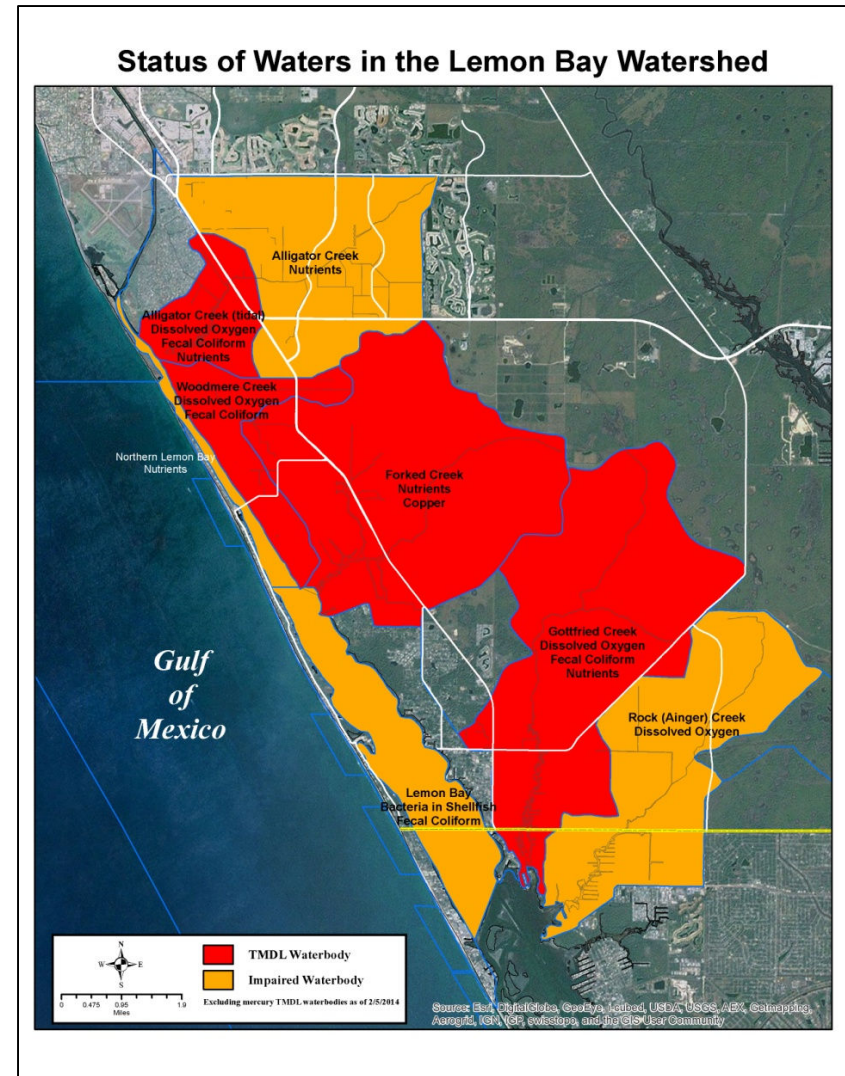 Status of Waters in the Lemon Bay Watershed
Alligator Creek
Nutrients
Alligator Creek (tidal)
Dissolved Oxygen
Fecal Coliform
Nutrients
Woodmere Creek
Dissolved Oxygen
Fecal Coliform
Northern Lemon Bay
Nutrients
Forked Creek
Nutrients
Copper
Gottfried Creek
Dissolved Oxygen
Fecal Coliform
Nutrients
Gulf
of
Mexico
Rock (Ainger) Creek
Dissolved Oxygen
Lemon Bay
Bacteria in Shellfish
Fecal Coliform
N
W E
S
0 0.475 0.95 1.9
Miles
TMDL Waterbody
Impaired Waterbody
Excluding mercury TMDL waterbodies as of 2/5/2014
Source: Esri, DigitalGlobe, GeoEye, i-cubed, USDA, USGS, AEX, Getmapping,
Aerogrid, IGN, IGP, swisstopo, and the GIS User Community